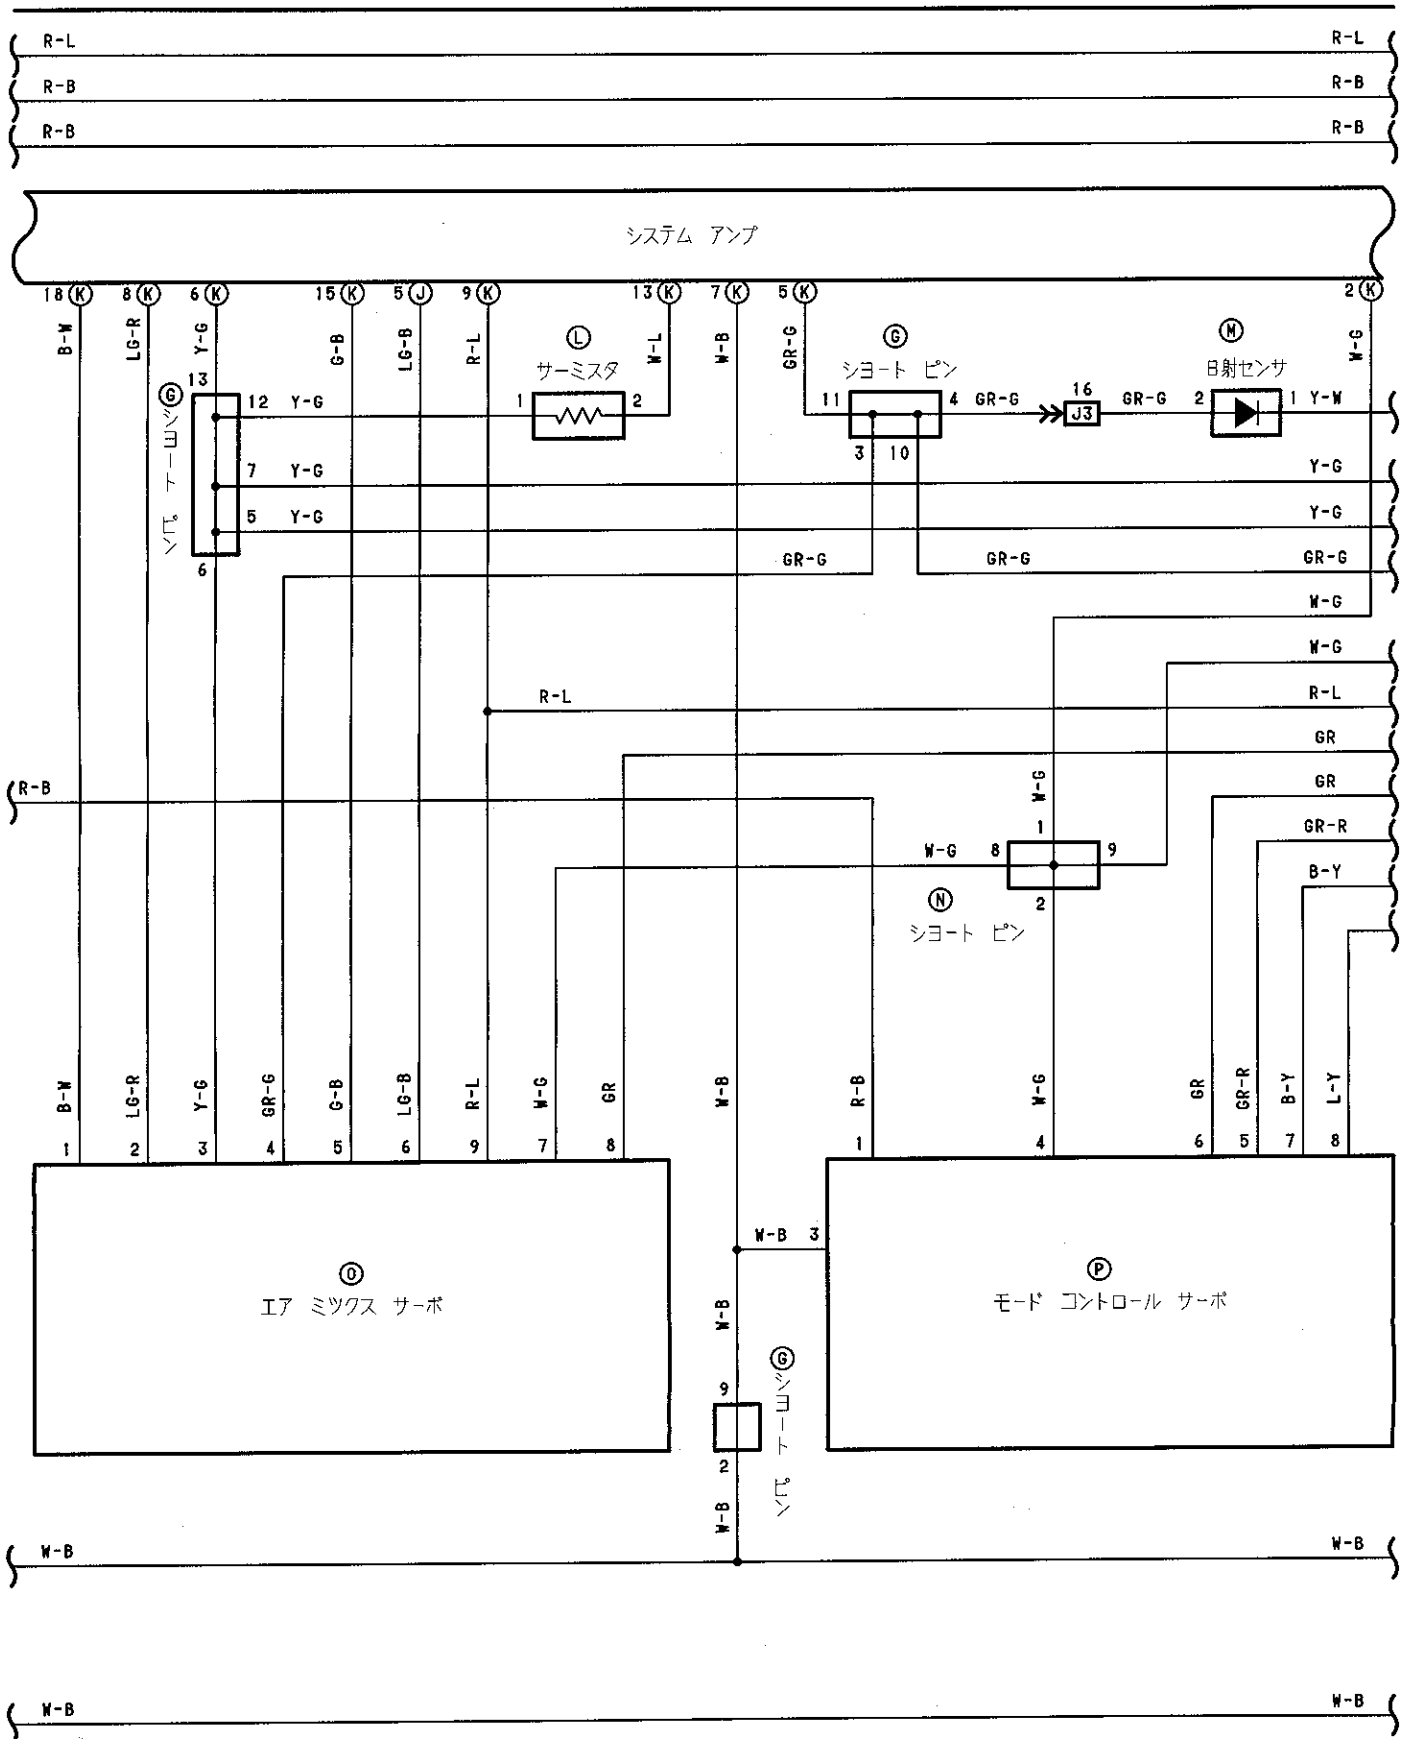 R-L R-L
R-B R-B
R-B R-B
システム アンプ
18 K 8 K 6 K 15 K 5 J 9 K 13 K 7 K 5 K 2 K
B-W LG-R Y-G G-B LG-B R-L W-L W-B GR-G W-G
L
サーミスタ
G
シヨート ピン
M
日射センサ
G
シヨート ピン
13
12 Y-G 1 2
11 4 GR-G 16 J3 GR-G 2 1 Y-W
3 10
7 Y-G Y-G
5 Y-G Y-G
6
GR-G GR-G GR-G
W-G
W-G
R-L R-L
GR
R-B W-G GR
1 GR-R
W-G 8 9
B-Y
N 2
シヨート ピン
B-W LG-R Y-G GR-G G-B LG-B R-L W-G GR W-B R-B W-G GR GR-R B-Y L-Y
1 2 3 4 5 6 9 7 8 1 4 6 5 7 8
W-B 3
O
エア ミツクス サーボ
P
モード コントロール サーボ
W-B
G
シヨート ピン
9
2
W-B
W-B W-B
W-B W-B